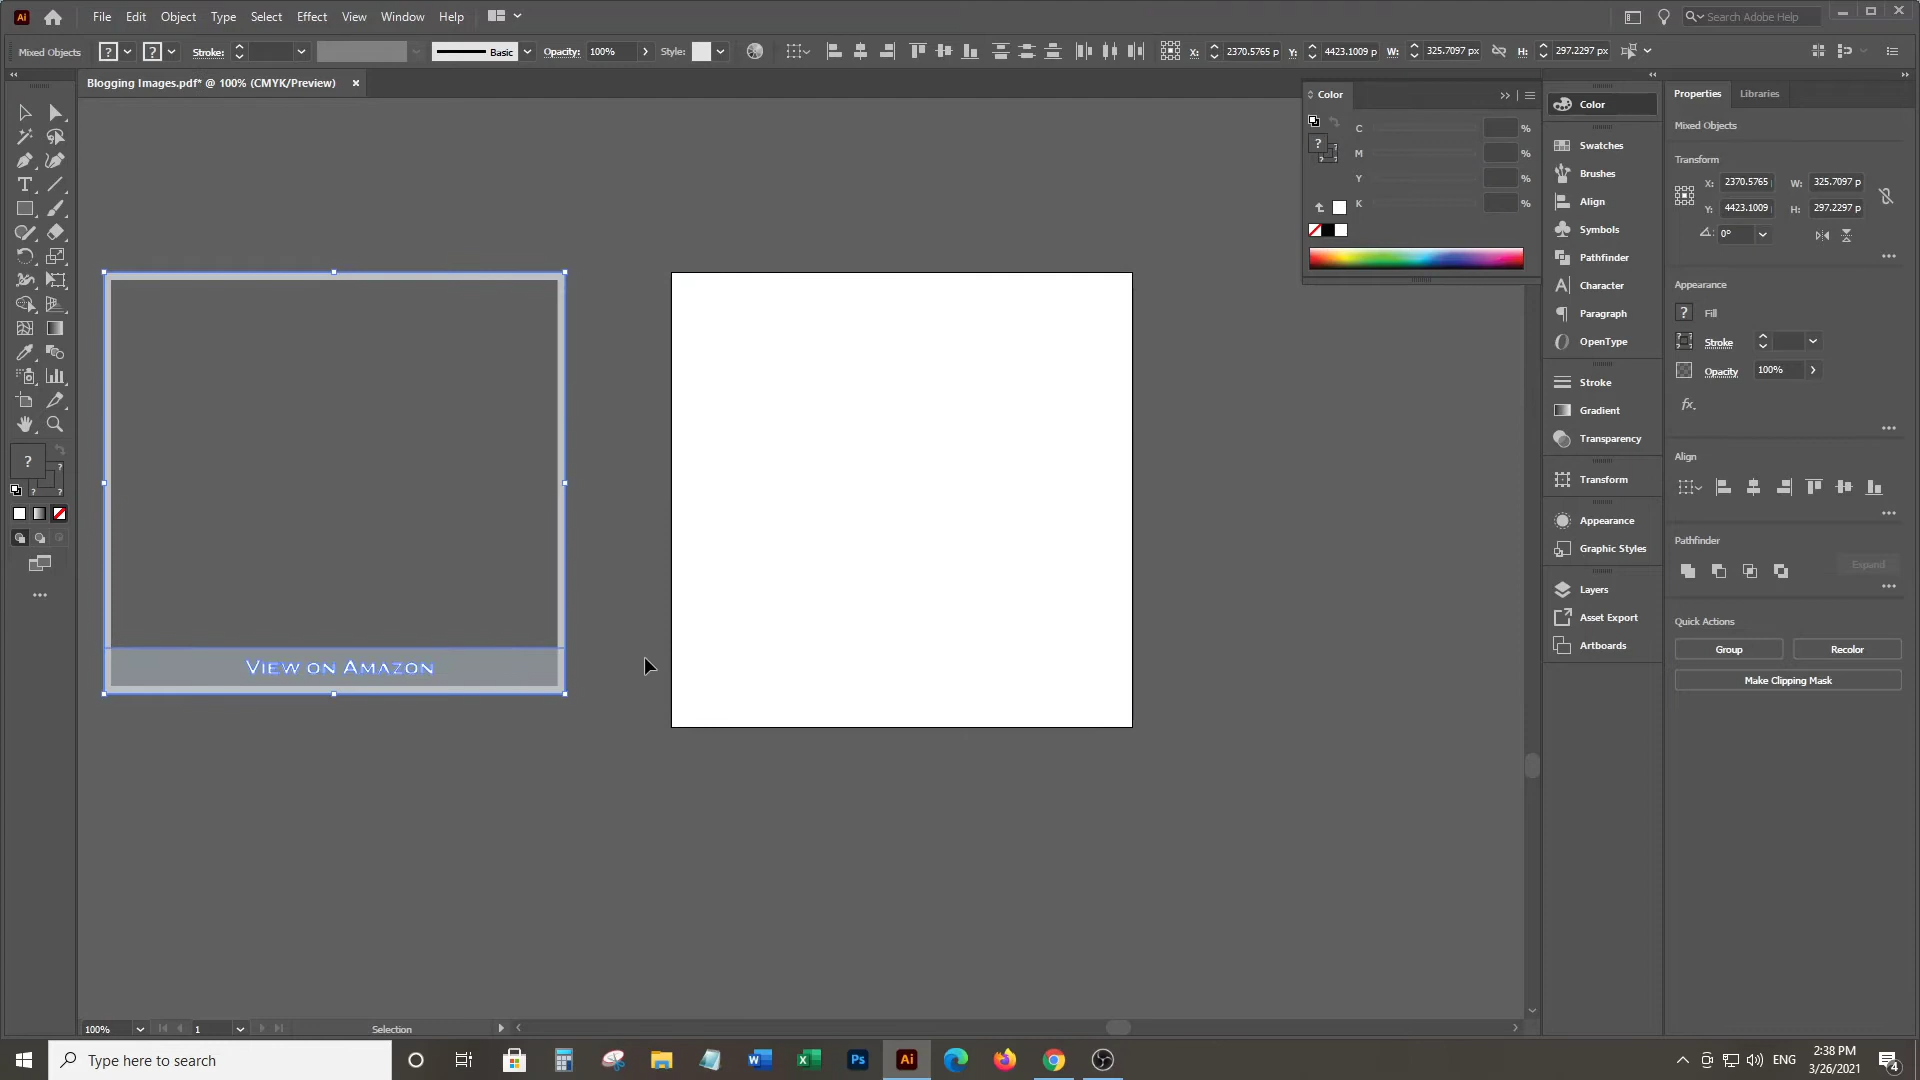 File Edit Object Type Select Effect View Window Help Search Adobe Help
Mixed Objects ? ? Stroke: Basic Opacity: 100% Style: X: 2370.5765 p Y: 4423.1009 p W: 325.7097 px H: 297.2297 px
Blogging Images.pdf* @ 100% (CMYK/Preview)
Color
C %
M %
Y %
K %
?
Color
Swatches
Brushes
Align
Symbols
Pathfinder
Character
Paragraph
OpenType
Stroke
Gradient
Transparency
Transform
Appearance
Graphic Styles
Layers
Asset Export
Artboards
Properties Libraries
Mixed Objects
Transform
X: 2370.5765 W: 325.7097 p
Y: 4423.1009 H: 297.2297 p
0°
Appearance
? Fill
Stroke
Opacity 100%
fx.
Align
Pathfinder
Expand
Quick Actions
Group Recolor
Make Clipping Mask
View on Amazon
100% 1 Selection
Type here to search
ENG 2:38 PM
3/26/2021 4